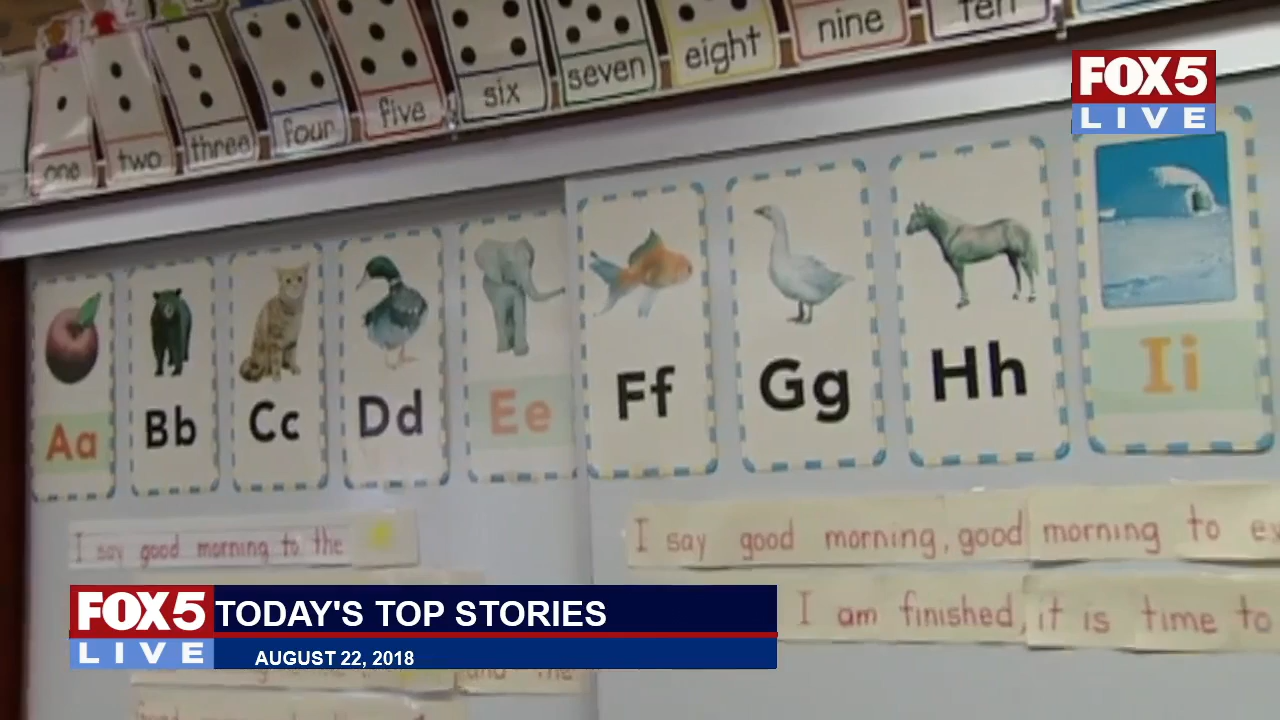 one two three four five six seven eight nine ten
FOX5
LIVE
Aa Bb Cc Dd Ee Ff Gg Hh Ii
I say good morning to the
I say good morning, good morning to
I am finished, it is time to
FOX5
LIVE
TODAY'S TOP STORIES
AUGUST 22, 2018
and the